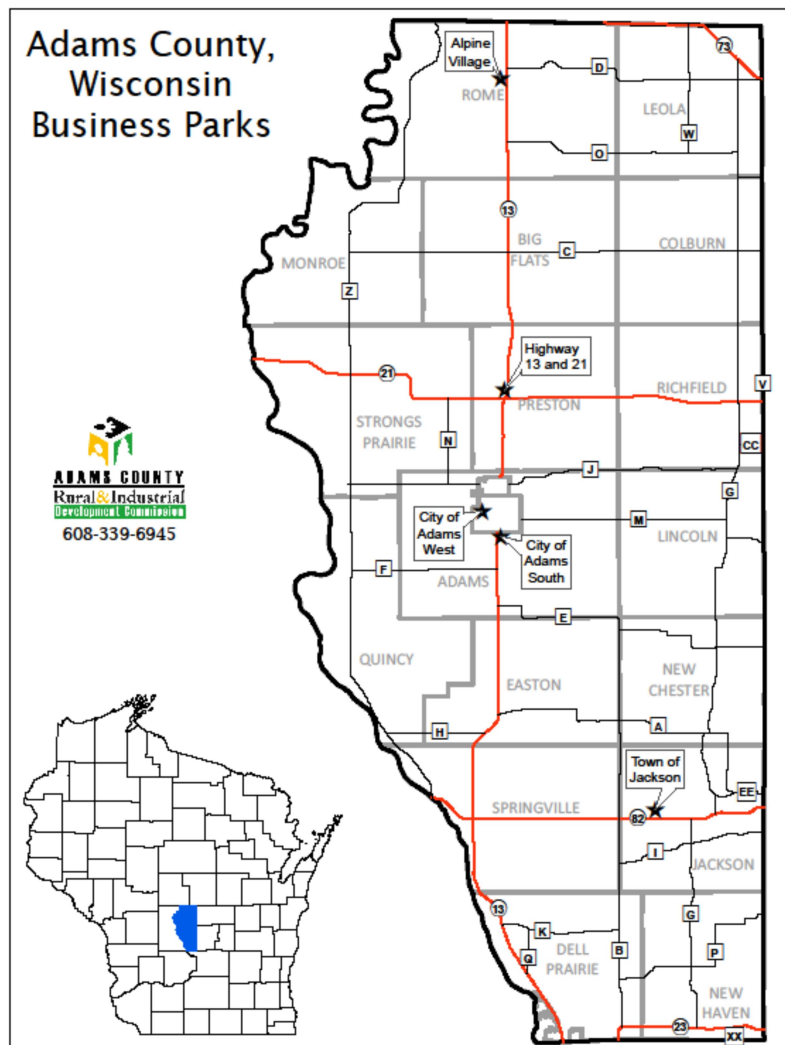 Adams County,
Wisconsin
Business Parks
Alpine
Village
73
D
ROME
LEOLA
W
O
13
BIG
FLATS
C
COLBURN
MONROE
Z
Highway
13 and 21
21
V
RICHFIELD
PRESTON
STRONGS
PRAIRIE
N
CC
ADAMS COUNTY
Rural&Industrial
Development Commission
608-339-6945
J
G
City of
Adams
West
M
City of
Adams
South
LINCOLN
F
ADAMS
E
QUINCY
EASTON
NEW
CHESTER
H
A
Town of
Jackson
EE
SPRINGVILLE
82
I
JACKSON
13
G
K
DELL
PRAIRIE
B
P
Q
NEW
HAVEN
23
XX